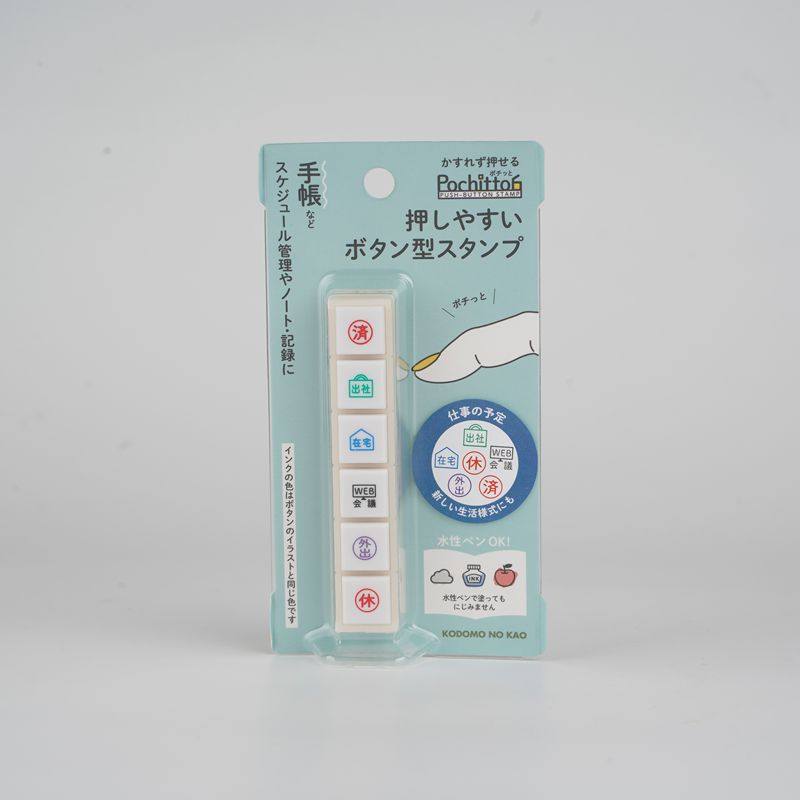 手帳など
スケジュール管理やノート・記録に
かすれず押せる
ポチッと
Pochitto6
PUSH-BUTTON STAMP
押しやすい
ボタン型スタンプ
ポチっと
済
出社
在宅
WEB
会議
外出
休
仕事の予定
出社
在宅
休
WEB
会議
外出
済
新しい生活様式にも
インクの色はボタンのイラストと同じ色です
水性ペンOK!
INK
水性ペンで塗っても
にじみません
KODOMO NO KAO